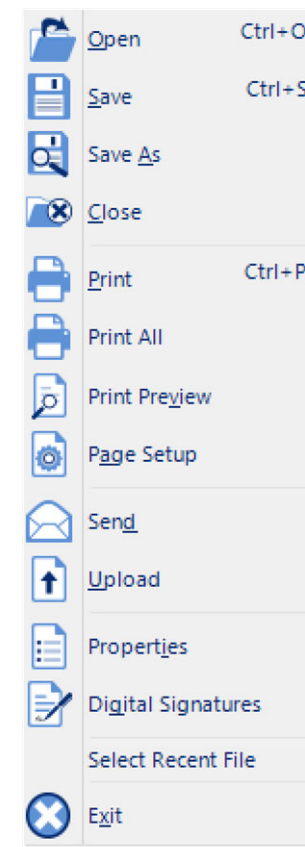 Open Ctrl+O
Save Ctrl+S
Save As
Close
Print Ctrl+P
Print All
Print Preview
Page Setup
Send
Upload
Properties
Digital Signatures
Select Recent File
Exit